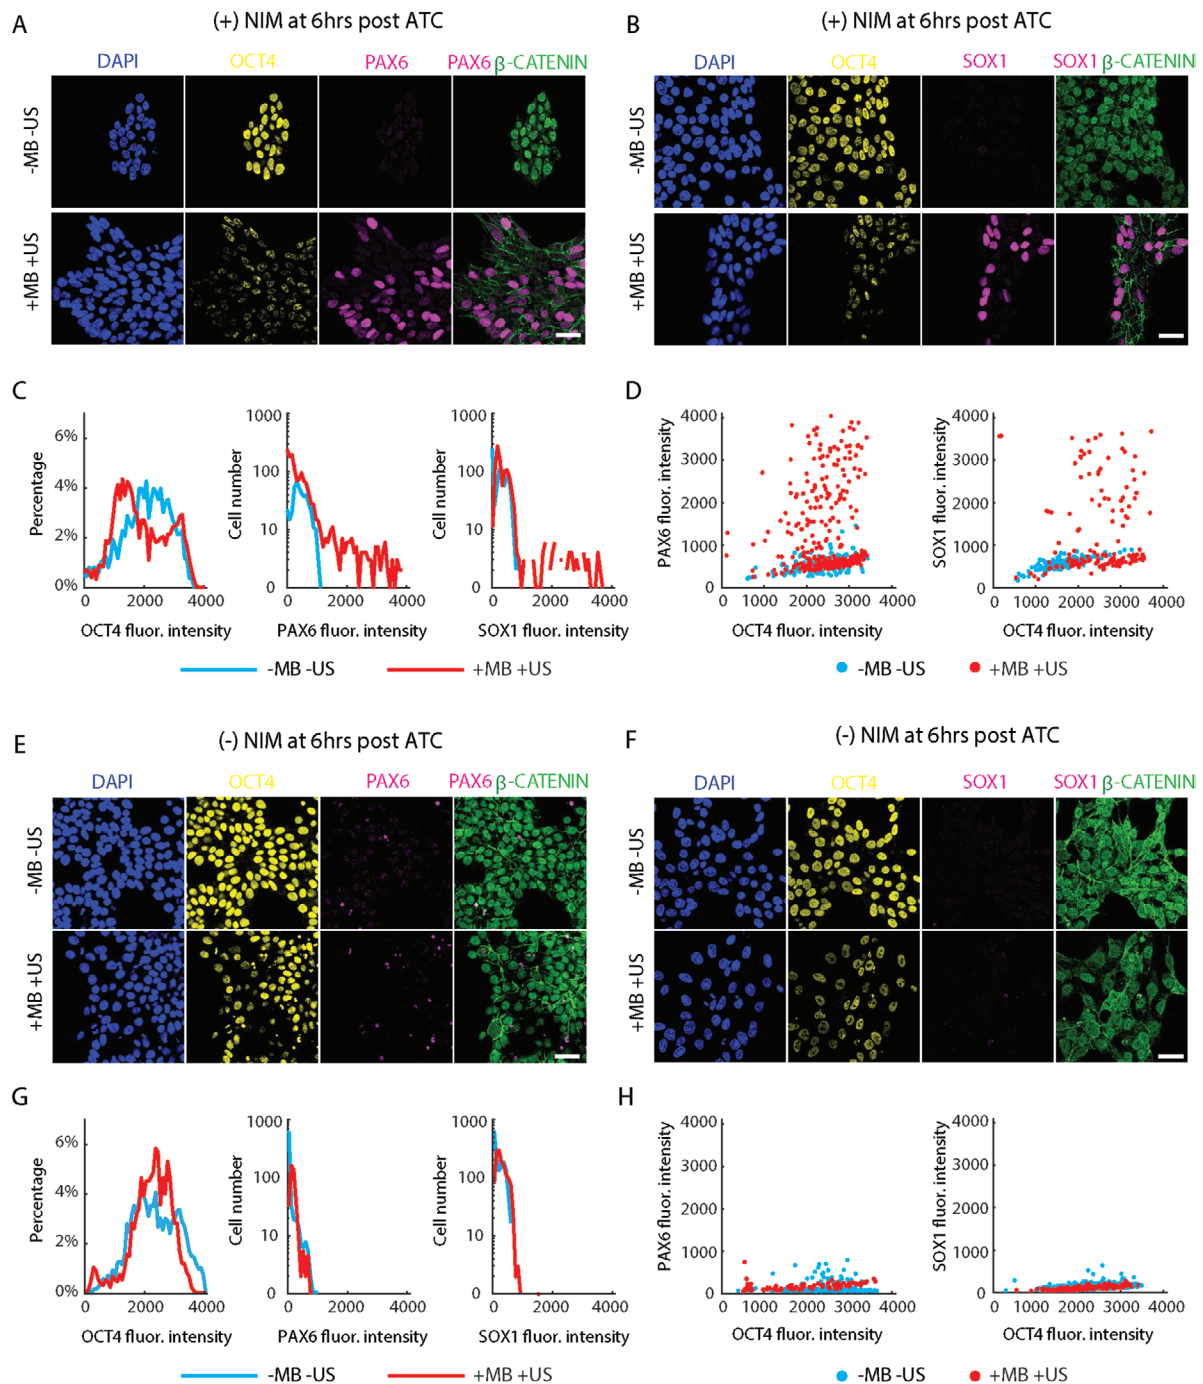 A
(+) NIM at 6hrs post ATC
DAPI OCT4 PAX6 PAX6 β-CATENIN
-MB -US
+MB +US
B
(+) NIM at 6hrs post ATC
DAPI OCT4 SOX1 SOX1 β-CATENIN
-MB -US
+MB +US
C
Percentage
6%
4%
2%
0%
0 2000 4000
OCT4 fluor. intensity
Cell number
1000
100
10
0
0 2000 4000
PAX6 fluor. intensity
Cell number
1000
100
10
0
0 2000 4000
SOX1 fluor. intensity
-MB -US +MB +US
D
PAX6 fluor. intensity
4000
3000
2000
1000
0
0 1000 2000 3000 4000
OCT4 fluor. intensity
SOX1 fluor. intensity
4000
3000
2000
1000
0
0 1000 2000 3000 4000
OCT4 fluor. intensity
-MB -US +MB +US
E
(-) NIM at 6hrs post ATC
DAPI OCT4 PAX6 PAX6 β-CATENIN
-MB -US
+MB +US
F
(-) NIM at 6hrs post ATC
DAPI OCT4 SOX1 SOX1 β-CATENIN
-MB -US
+MB +US
G
Percentage
6%
4%
2%
0%
0 2000 4000
OCT4 fluor. intensity
Cell number
1000
100
10
0
0 2000 4000
PAX6 fluor. intensity
Cell number
1000
100
10
0
0 2000 4000
SOX1 fluor. intensity
-MB -US +MB +US
H
PAX6 fluor. intensity
4000
3000
2000
1000
0
0 1000 2000 3000 4000
OCT4 fluor. intensity
SOX1 fluor. intensity
4000
3000
2000
1000
0
0 1000 2000 3000 4000
OCT4 fluor. intensity
-MB -US +MB +US